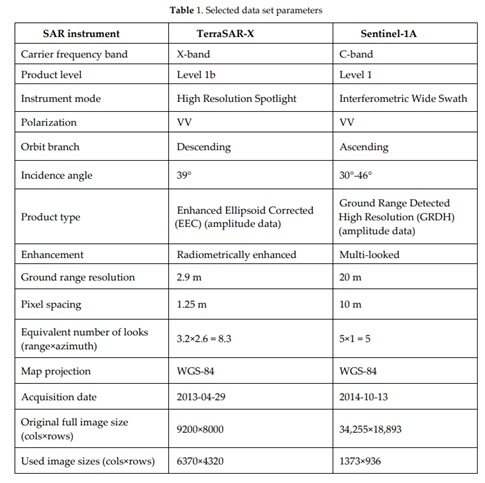 Table 1. Selected data set parameters
SAR instrument TerraSAR-X Sentinel-1A
Carrier frequency band X-band C-band
Product level Level 1b Level 1
Instrument mode High Resolution Spotlight Interferometric Wide Swath
Polarization VV VV
Orbit branch Descending Ascending
Incidence angle 39° 30°-46°
Product type Enhanced Ellipsoid Corrected (EEC) (amplitude data) Ground Range Detected High Resolution (GRDH) (amplitude data)
Enhancement Radiometrically enhanced Multi-looked
Ground range resolution 2.9 m 20 m
Pixel spacing 1.25 m 10 m
Equivalent number of looks (range×azimuth) 3.2×2.6 = 8.3 5×1 = 5
Map projection WGS-84 WGS-84
Acquisition date 2013-04-29 2014-10-13
Original full image size (cols×rows) 9200×8000 34,255×18,893
Used image sizes (cols×rows) 6370×4320 1373×936